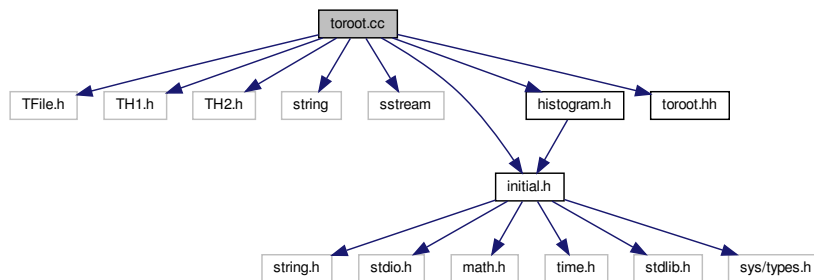 toroot.cc
TFile.h
TH1.h
TH2.h
string
sstream
histogram.h
toroot.hh
initial.h
string.h
stdio.h
math.h
time.h
stdlib.h
sys/types.h